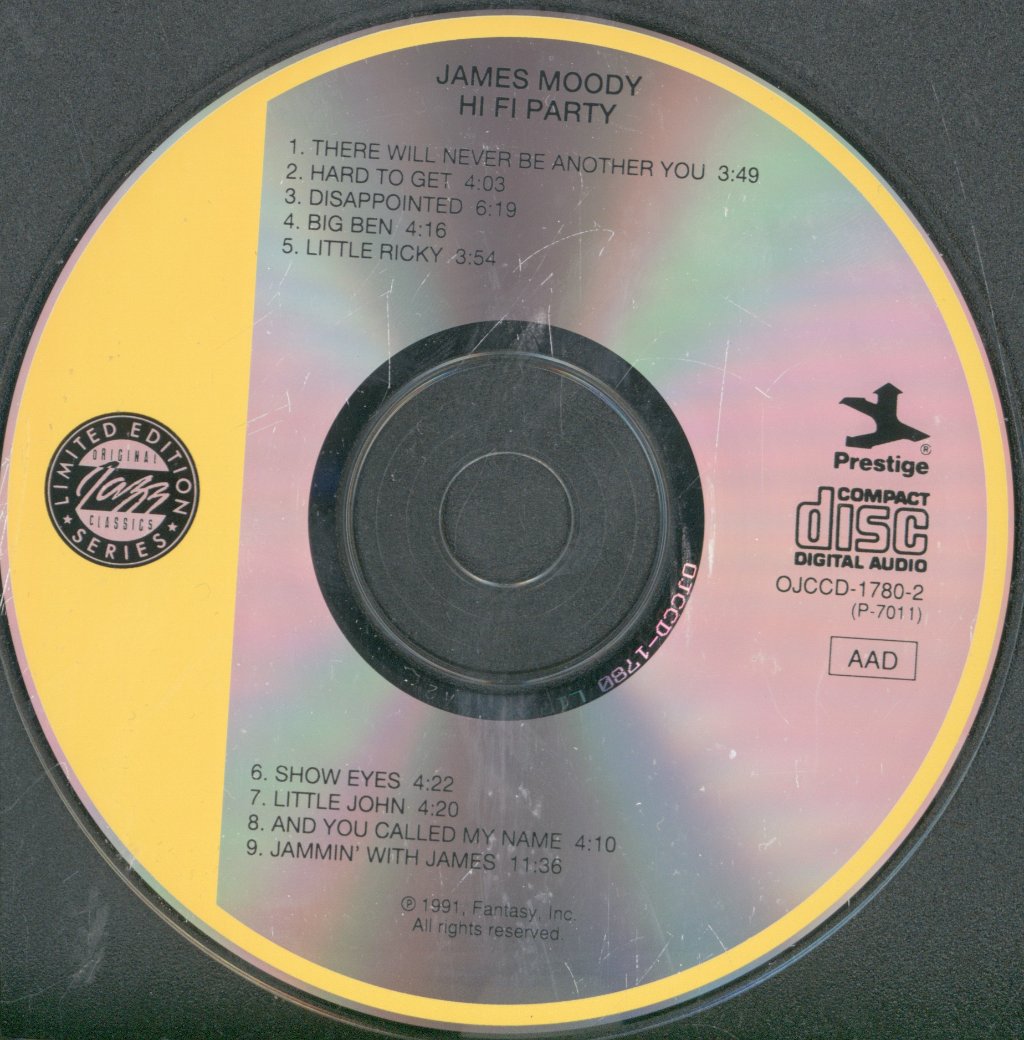 JAMES MOODY
HI FI PARTY
1. THERE WILL NEVER BE ANOTHER YOU 3:49
2. HARD TO GET 4:03
3. DISAPPOINTED 6:19
4. BIG BEN 4:16
5. LITTLE RICKY 3:54
LIMITED EDITION
ORIGINAL
Jazz
CLASSICS
SERIES
Prestige ®
COMPACT
disc
DIGITAL AUDIO
OJCCD-1780-2
(P-7011)
AAD
OJCCD-1780
6. SHOW EYES 4:22
7. LITTLE JOHN 4:20
8. AND YOU CALLED MY NAME 4:10
9. JAMMIN' WITH JAMES 11:36
℗ 1991, Fantasy, Inc.
All rights reserved.